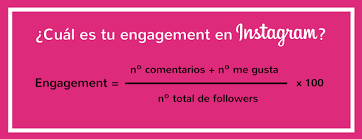 ¿Cuál es tu engagement en Instagram?
nº comentarios + nº me gusta
Engagement = x 100
nº total de followers